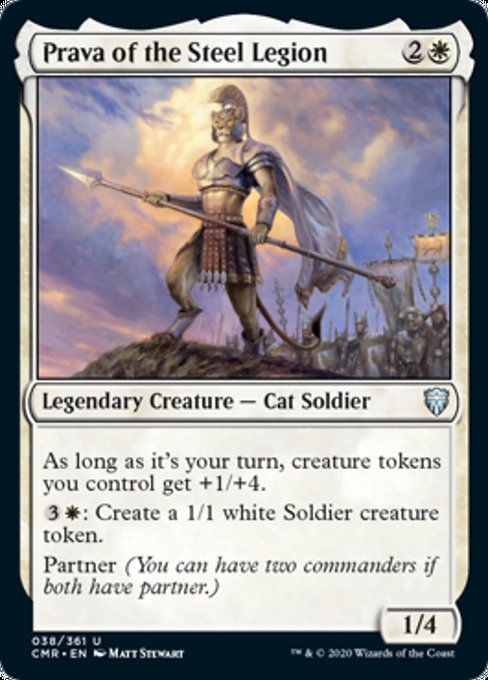 Prava of the Steel Legion 2
Legendary Creature — Cat Soldier
As long as it's your turn, creature tokens
you control get +1/+4.
3: Create a 1/1 white Soldier creature
token.
Partner (You can have two commanders if
both have partner.)
1/4
038/361 U
CMR • EN Matt Stewart
™ & © 2020 Wizards of the Coast